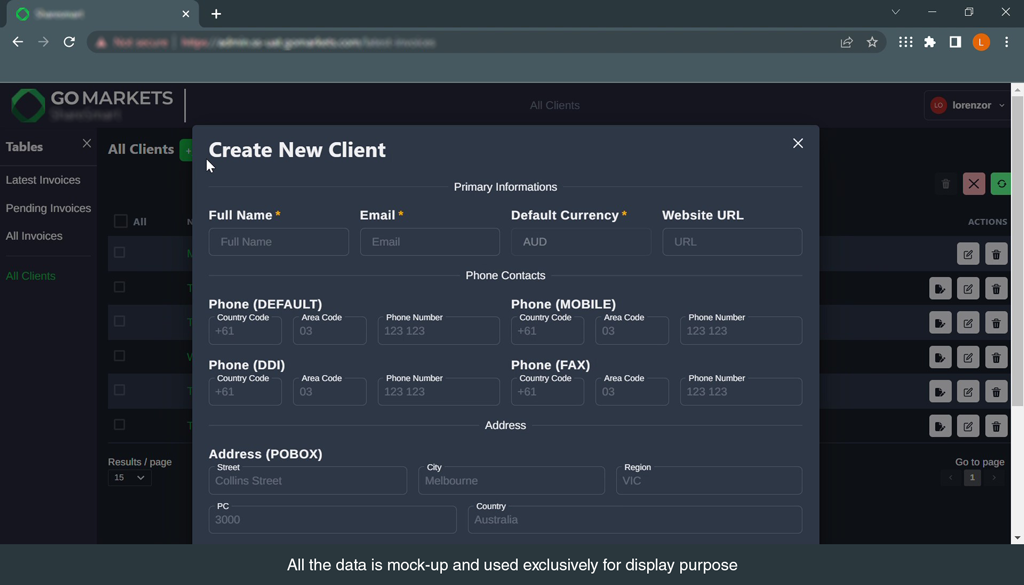 Not secure
GO MARKETS
All Clients
LO lorenzor
Tables
All Clients
Latest Invoices
Pending Invoices
All Invoices
All Clients
All
ACTIONS
Results / page
15
Go to page
1
Create New Client
Primary Informations
Full Name * Email * Default Currency * Website URL
Full Name Email AUD URL
Phone Contacts
Phone (DEFAULT) Phone (MOBILE)
Country Code Area Code Phone Number Country Code Area Code Phone Number
+61 03 123 123 +61 03 123 123
Phone (DDI) Phone (FAX)
Country Code Area Code Phone Number Country Code Area Code Phone Number
+61 03 123 123 +61 03 123 123
Address
Address (POBOX)
Street City Region
Collins Street Melbourne VIC
PC Country
3000 Australia
All the data is mock-up and used exclusively for display purpose